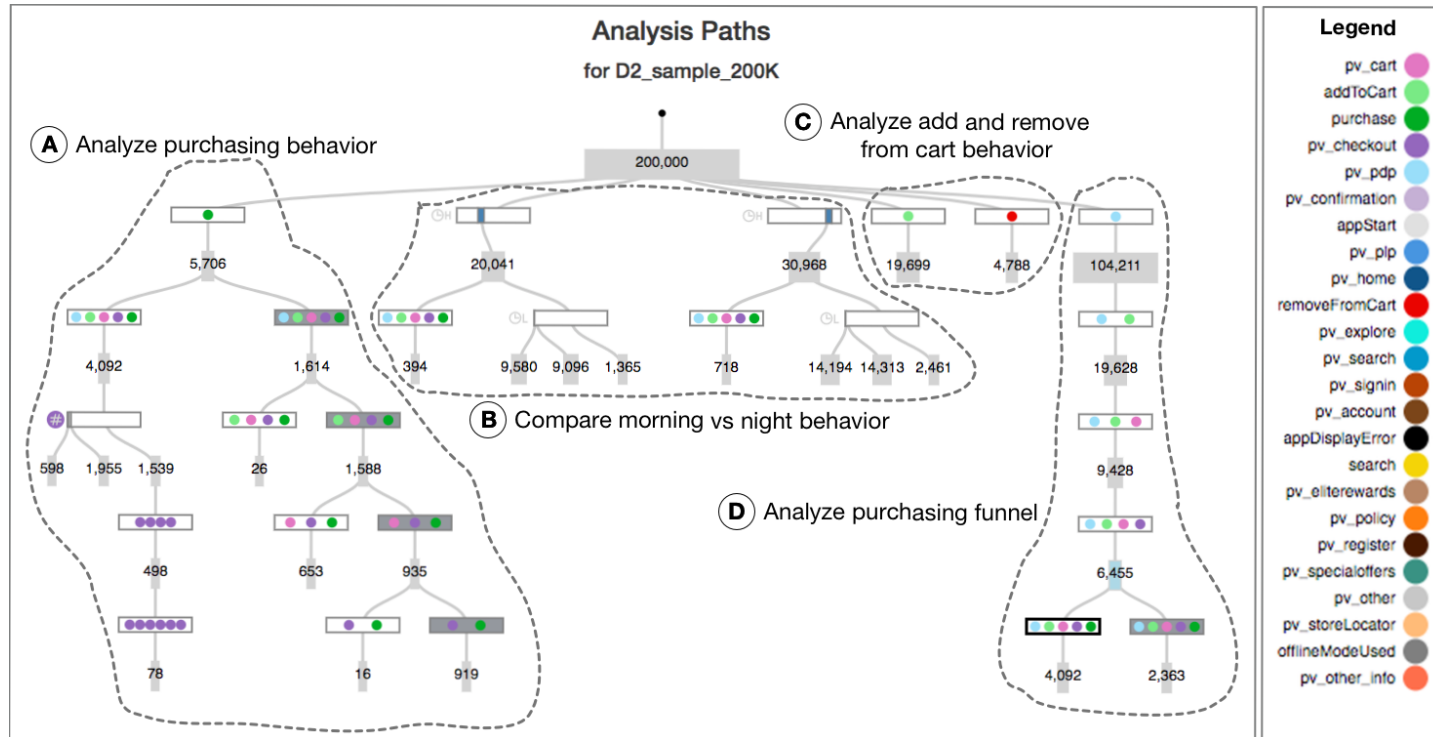 Analysis Paths
for D2_sample_200K
200,000
A Analyze purchasing behavior
C Analyze add and remove
from cart behavior
H
H
5,706
20,041
30,968
19,699
4,788
104,211
L
L
4,092
1,614
394
9,580
9,096
1,365
718
14,194
14,313
2,461
19,628
B Compare morning vs night behavior
#
598
1,955
1,539
26
1,588
9,428
D Analyze purchasing funnel
498
653
935
6,455
78
16
919
4,092
2,363
Legend
pv_cart
addToCart
purchase
pv_checkout
pv_pdp
pv_confirmation
appStart
pv_plp
pv_home
removeFromCart
pv_explore
pv_search
pv_signin
pv_account
appDisplayError
search
pv_eliterewards
pv_policy
pv_register
pv_specialoffers
pv_other
pv_storeLocator
offlineModeUsed
pv_other_info